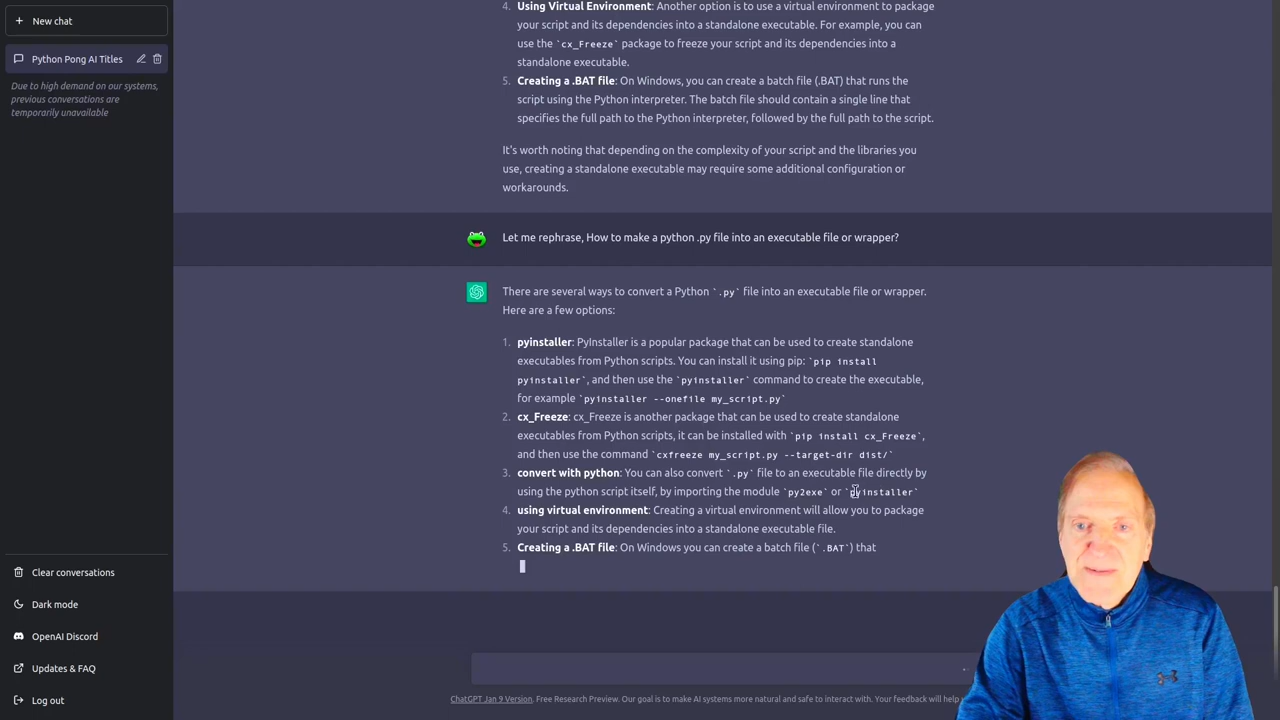 New chat
Python Pong AI Titles
Due to high demand on our systems,
previous conversations are
temporarily unavailable
4. Using Virtual Environment: Another option is to use a virtual environment to package
your script and its dependencies into a standalone executable. For example, you can
use the `cx_Freeze` package to freeze your script and its dependencies into a
standalone executable.
5. Creating a .BAT file: On Windows, you can create a batch file (.BAT) that runs the
script using the Python interpreter. The batch file should contain a single line that
specifies the full path to the Python interpreter, followed by the full path to the script.
It's worth noting that depending on the complexity of your script and the libraries you
use, creating a standalone executable may require some additional configuration or
workarounds.
Let me rephrase, How to make a python .py file into an executable file or wrapper?
There are several ways to convert a Python `.py` file into an executable file or wrapper.
Here are a few options:
1. pyinstaller: PyInstaller is a popular package that can be used to create standalone
executables from Python scripts. You can install it using pip: `pip install
pyinstaller`, and then use the `pyinstaller` command to create the executable,
for example `pyinstaller --onefile my_script.py`
2. cx_Freeze: cx_Freeze is another package that can be used to create standalone
executables from Python scripts, it can be installed with `pip install cx_Freeze`,
and then use the command `cxfreeze my_script.py --target-dir dist/`
3. convert with python: You can also convert `.py` file to an executable file directly by
using the python script itself, by importing the module `py2exe` or `pyinstaller`
4. using virtual environment: Creating a virtual environment will allow you to package
your script and its dependencies into a standalone executable file.
5. Creating a .BAT file: On Windows you can create a batch file (`.BAT`) that
Clear conversations
Dark mode
OpenAI Discord
Updates & FAQ
Log out
ChatGPT Jan 9 Version. Free Research Preview. Our goal is to make AI systems more natural and safe to interact with. Your feedback will help